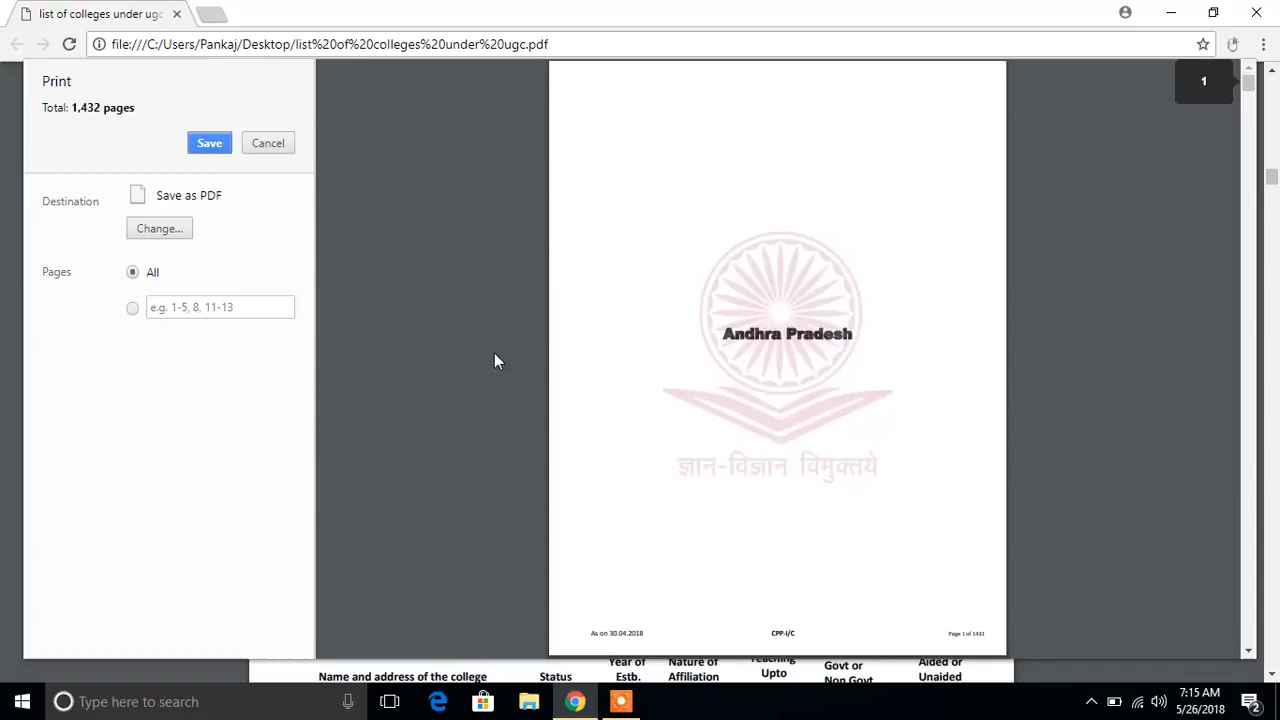 list of colleges under ugc
file:///C:/Users/Pankaj/Desktop/list%20of%20colleges%20under%20ugc.pdf
Print
Total: 1,432 pages
Save
Cancel
Destination
Save as PDF
Change...
Pages
All
e.g. 1-5, 8, 11-13
1
Andhra Pradesh
ज्ञान-विज्ञान विमुक्तये
As on 30.04.2018
CPP-I/C
Page 1 of 1431
Name and address of the college
Status
Year of
Estb.
Nature of
Affiliation
Teaching
Upto
Govt or
Non Govt
Aided or
Unaided
Type here to search
7:15 AM
5/26/2018
2